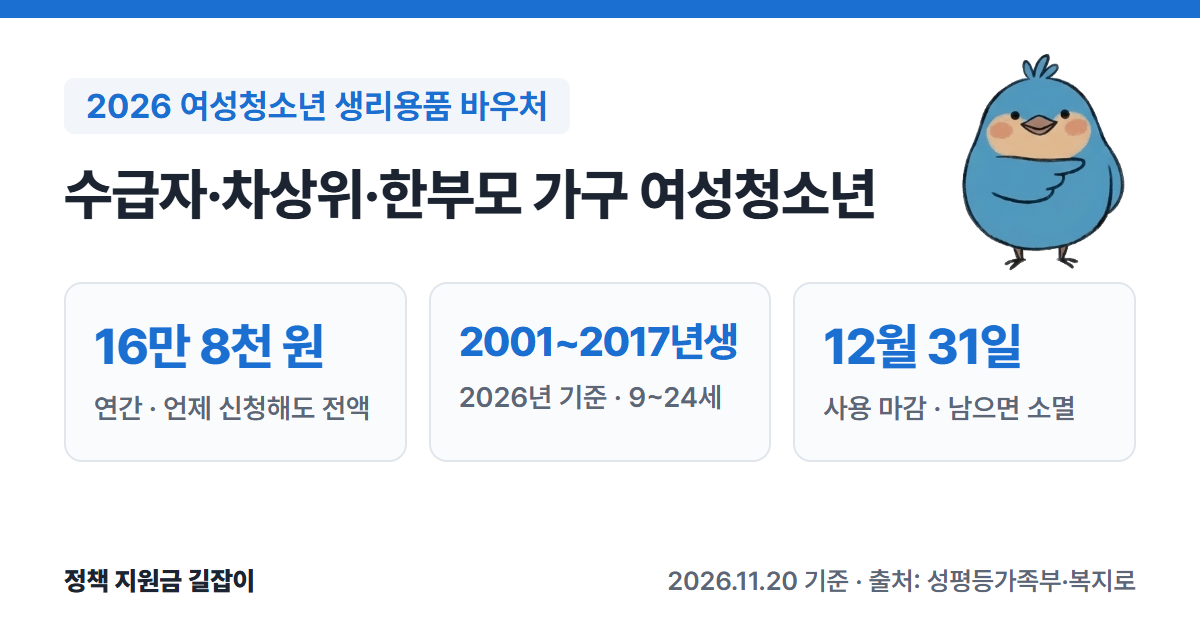 2026 여성청소년 생리용품 바우처
수급자·차상위·한부모 가구 여성청소년
16만 8천 원
연간 · 언제 신청해도 전액
2001~2017년생
2026년 기준 · 9~24세
12월 31일
사용 마감 · 남으면 소멸
정책 지원금 길잡이
2026.11.20 기준 · 출처: 성평등가족부·복지로